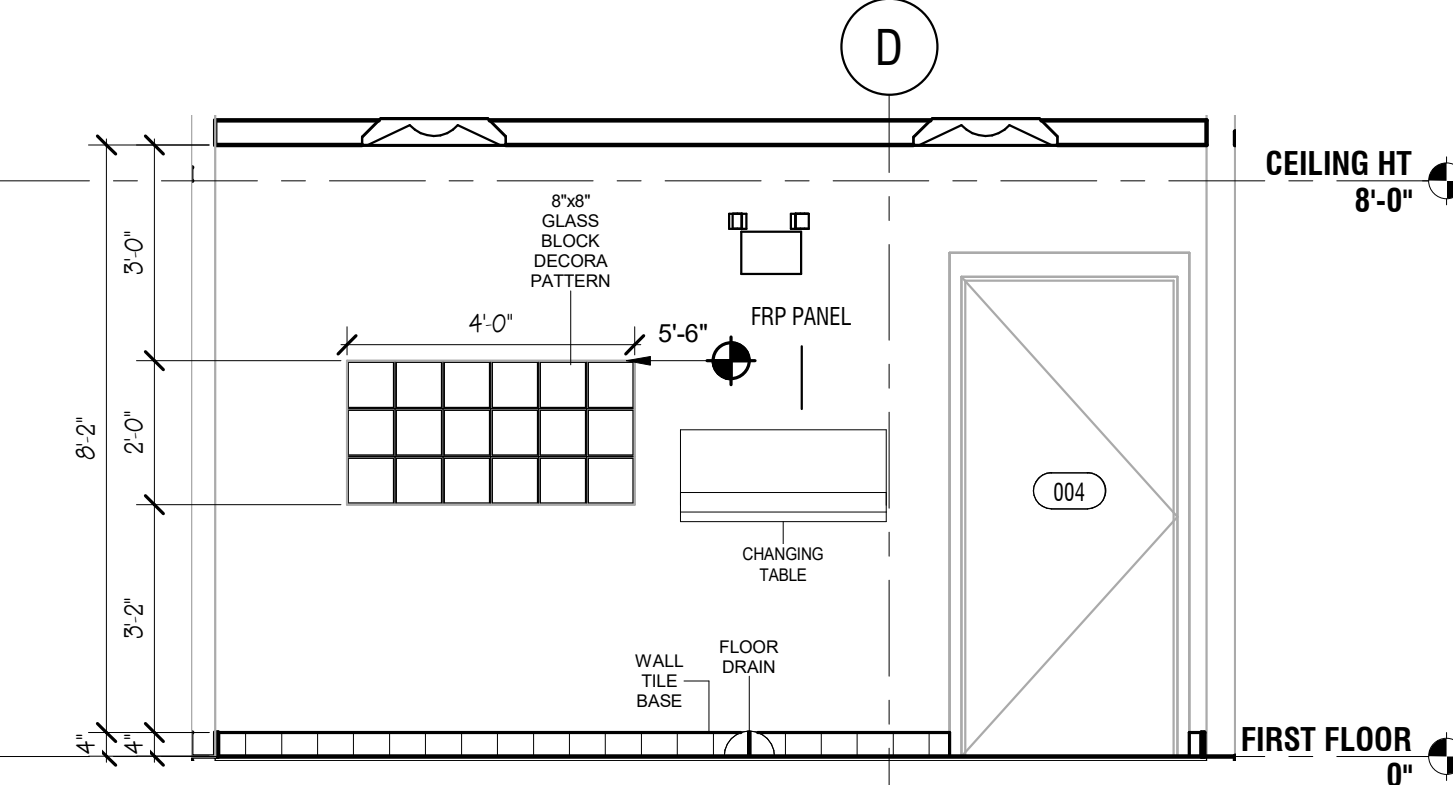 D
CEILING HT
8'-0"
8"x8"
GLASS
BLOCK
DECORA
PATTERN
3'-0"
4'-0"
5'-6"
FRP PANEL
8'-2"
2'-0"
004
CHANGING
TABLE
3'-2"
WALL
TILE
BASE
FLOOR
DRAIN
4"
4"
FIRST FLOOR
0"